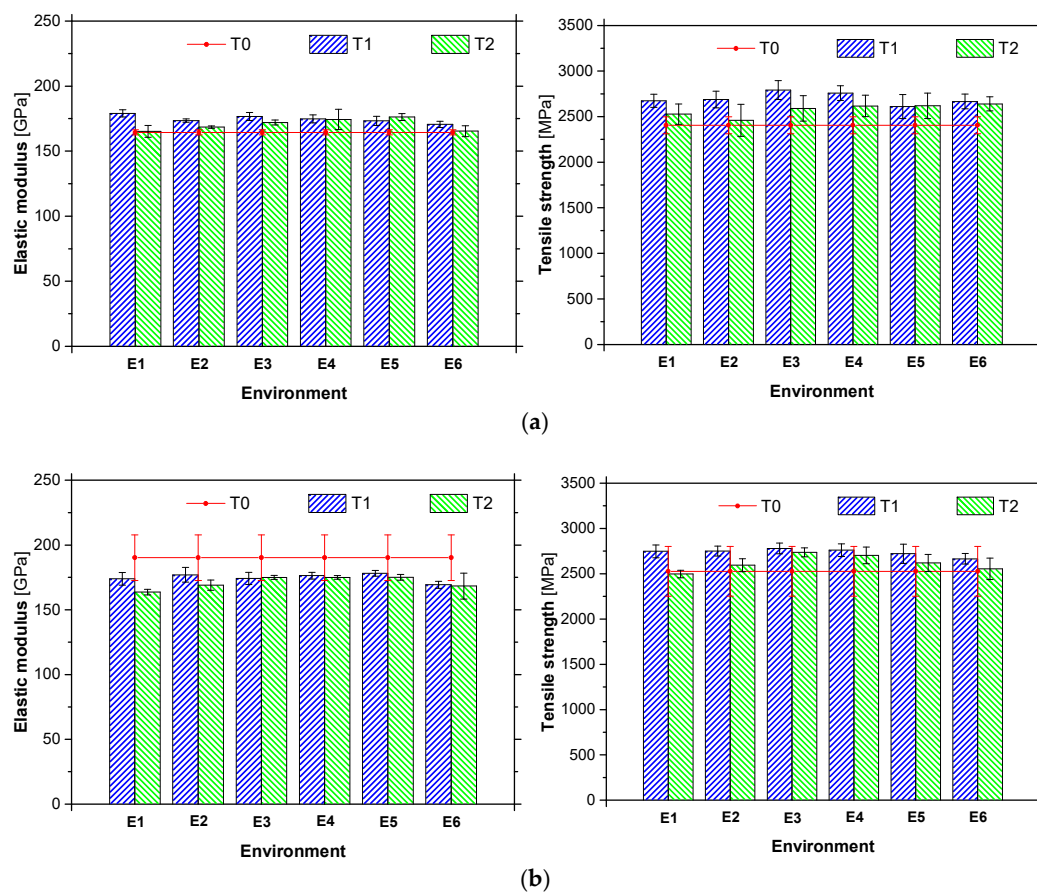 250
200
150
100
50
0
Elastic modulus [GPa]
T0 T1 T2
E1 E2 E3 E4 E5 E6
Environment
3500
3000
2500
2000
1500
1000
500
0
Tensile strength [MPa]
T0 T1 T2
E1 E2 E3 E4 E5 E6
Environment
(a)
250
200
150
100
50
0
Elastic modulus [GPa]
T0 T1 T2
E1 E2 E3 E4 E5 E6
Environment
3500
3000
2500
2000
1500
1000
500
0
Tensile strength [MPa]
T0 T1 T2
E1 E2 E3 E4 E5 E6
Environment
(b)